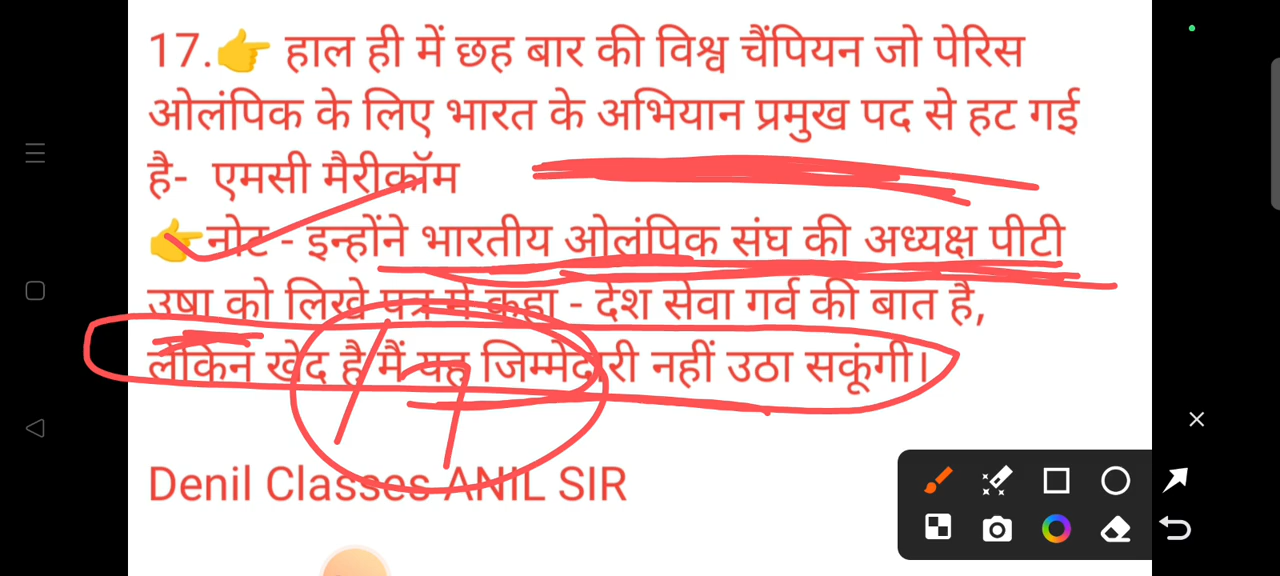 17.👉 हाल ही में छह बार की विश्व चैंपियन जो पेरिस
ओलंपिक के लिए भारत के अभियान प्रमुख पद से हट गई
है- एमसी मैरीकॉम
👉नोट - इन्होंने भारतीय ओलंपिक संघ की अध्यक्ष पीटी
उषा को लिखे पत्र मे कहा - देश सेवा गर्व की बात है,
लेकिन खेद है मैं यह जिम्मेदारी नहीं उठा सकूंगी।
17
Denil Classes ANIL SIR